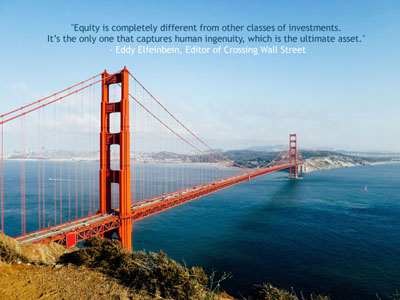 "Equity is completely different from other classes of investments.
It's the only one that captures human ingenuity, which is the ultimate asset."
- Eddy Elfeinbein, Editor of Crossing Wall Street